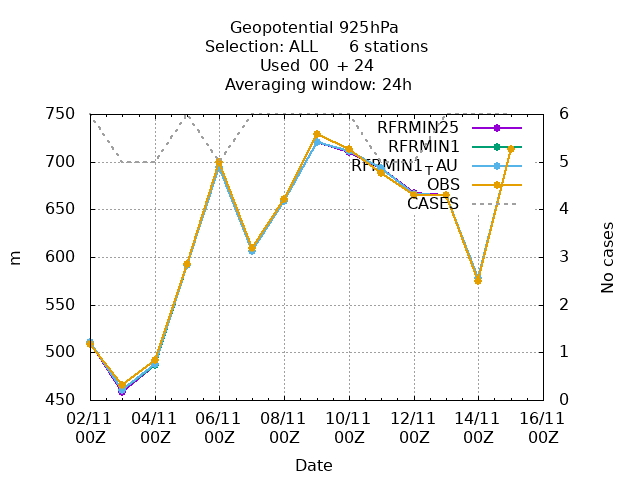 Geopotential 925hPa
Selection: ALL 6 stations
Used 00 + 24
Averaging window: 24h
750 6
RFRMIN25
RFRMIN1
700 5
RFRMIN1_AU
OBS
CASES
650 4
600 3
m
No cases
550 2
500 1
450 0
02/11 04/11 06/11 08/11 10/11 12/11 14/11 16/11
00Z 00Z 00Z 00Z 00Z 00Z 00Z 00Z
Date